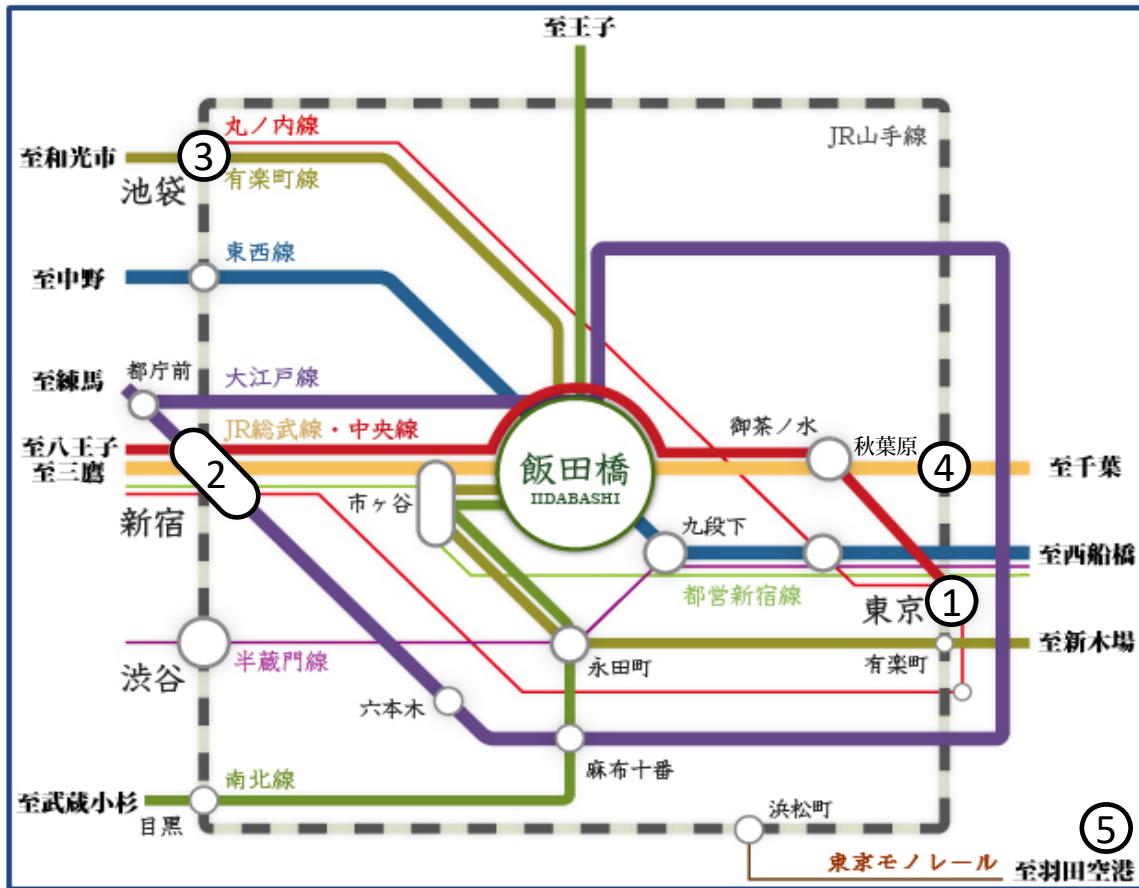 至王子
丸ノ内線
JR山手線
至和光市
③
池袋
有楽町線
東西線
至中野
都庁前
至練馬
大江戸線
JR総武線・中央線
至八王子
至三鷹
2
新宿
市ヶ谷
飯田橋
IIDABASHI
御茶ノ水
秋葉原
④
至千葉
九段下
至西船橋
都営新宿線
東京
①
半蔵門線
渋谷
永田町
有楽町
至新木場
六本木
麻布十番
南北線
至武蔵小杉
目黒
浜松町
⑤
東京モノレール
至羽田空港